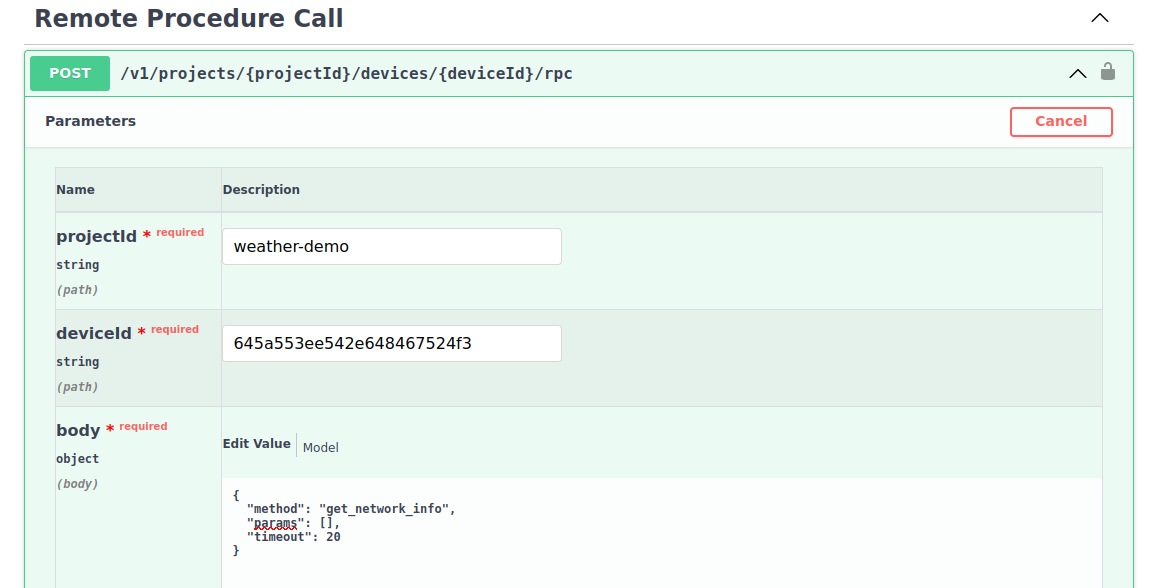 Remote Procedure Call
POST /v1/projects/{projectId}/devices/{deviceId}/rpc
Parameters Cancel
Name Description
projectId * required weather-demo
string
(path)
deviceId * required 645a553ee542e648467524f3
string
(path)
body * required
Edit Value Model
object
(body)
{
  "method": "get_network_info",
  "params": [],
  "timeout": 20
}